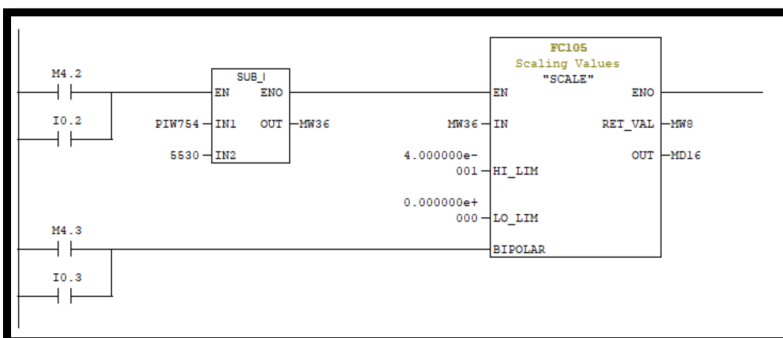 FC105
Scaling Values
"SCALE"
M4.2
SUB_I
EN ENO
EN ENO
I0.2
PIW754 IN1 OUT MW36
MW36 IN RET_VAL MW8
5530 IN2
4.000000e-
001 HI_LIM
OUT MD16
0.000000e+
000 LO_LIM
M4.3
BIPOLAR
I0.3